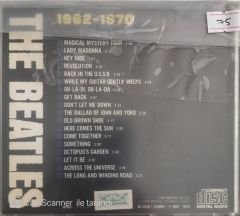 1962-1970
75
THE BEATLES
MAGICAL MYSTERY TOUR
LADY MADONNA
HEY JUDE
REVOLUTION
BACK IN THE U.S.S.R
WHILE MY GUITAR GENTLY WEEPS
OB-LA-DI, OB-LA-DA
GET BACK
DON'T LET ME DOWN
THE BALLAD OF JOHN AND YOKO
OLD BROWN SHOE
HERE COMES THE SUN
COME TOGETHER
SOMETHING
OCTOPUS'S GARDEN
LET IT BE
ACROSS THE UNIVERSE
THE LONG AND WINDING ROAD
COMPACT
DIGITAL AUDIO
Scanner ile tarandı